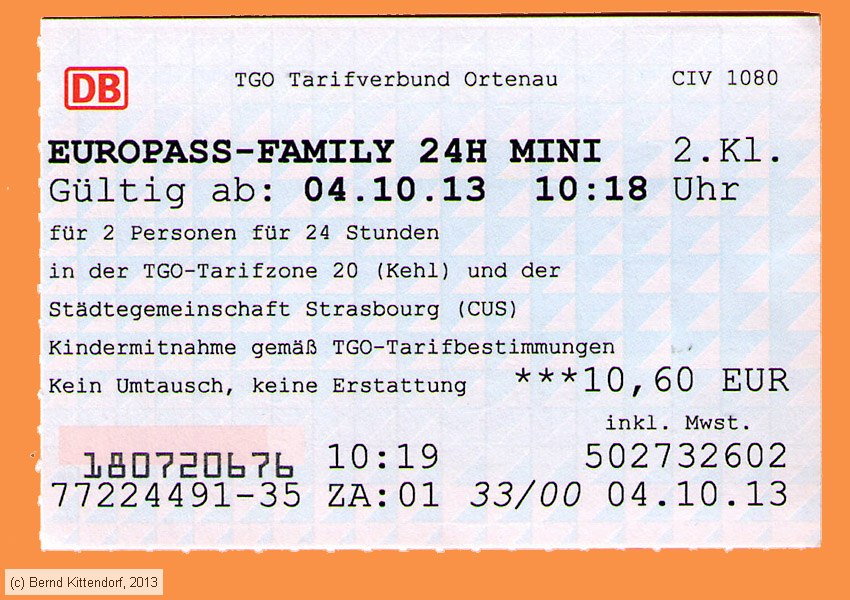 DB
TGO Tarifverbund Ortenau CIV 1080
EUROPASS-FAMILY 24H MINI 2.Kl.
Gültig ab: 04.10.13 10:18 Uhr
für 2 Personen für 24 Stunden
in der TGO-Tarifzone 20 (Kehl) und der
Städtegemeinschaft Strasbourg (CUS)
Kindermitnahme gemäß TGO-Tarifbestimmungen
Kein Umtausch, keine Erstattung ***10,60 EUR
inkl. Mwst.
180720676 10:19 502732602
77224491-35 ZA:01 33/00 04.10.13
(c) Bernd Kittendorf, 2013